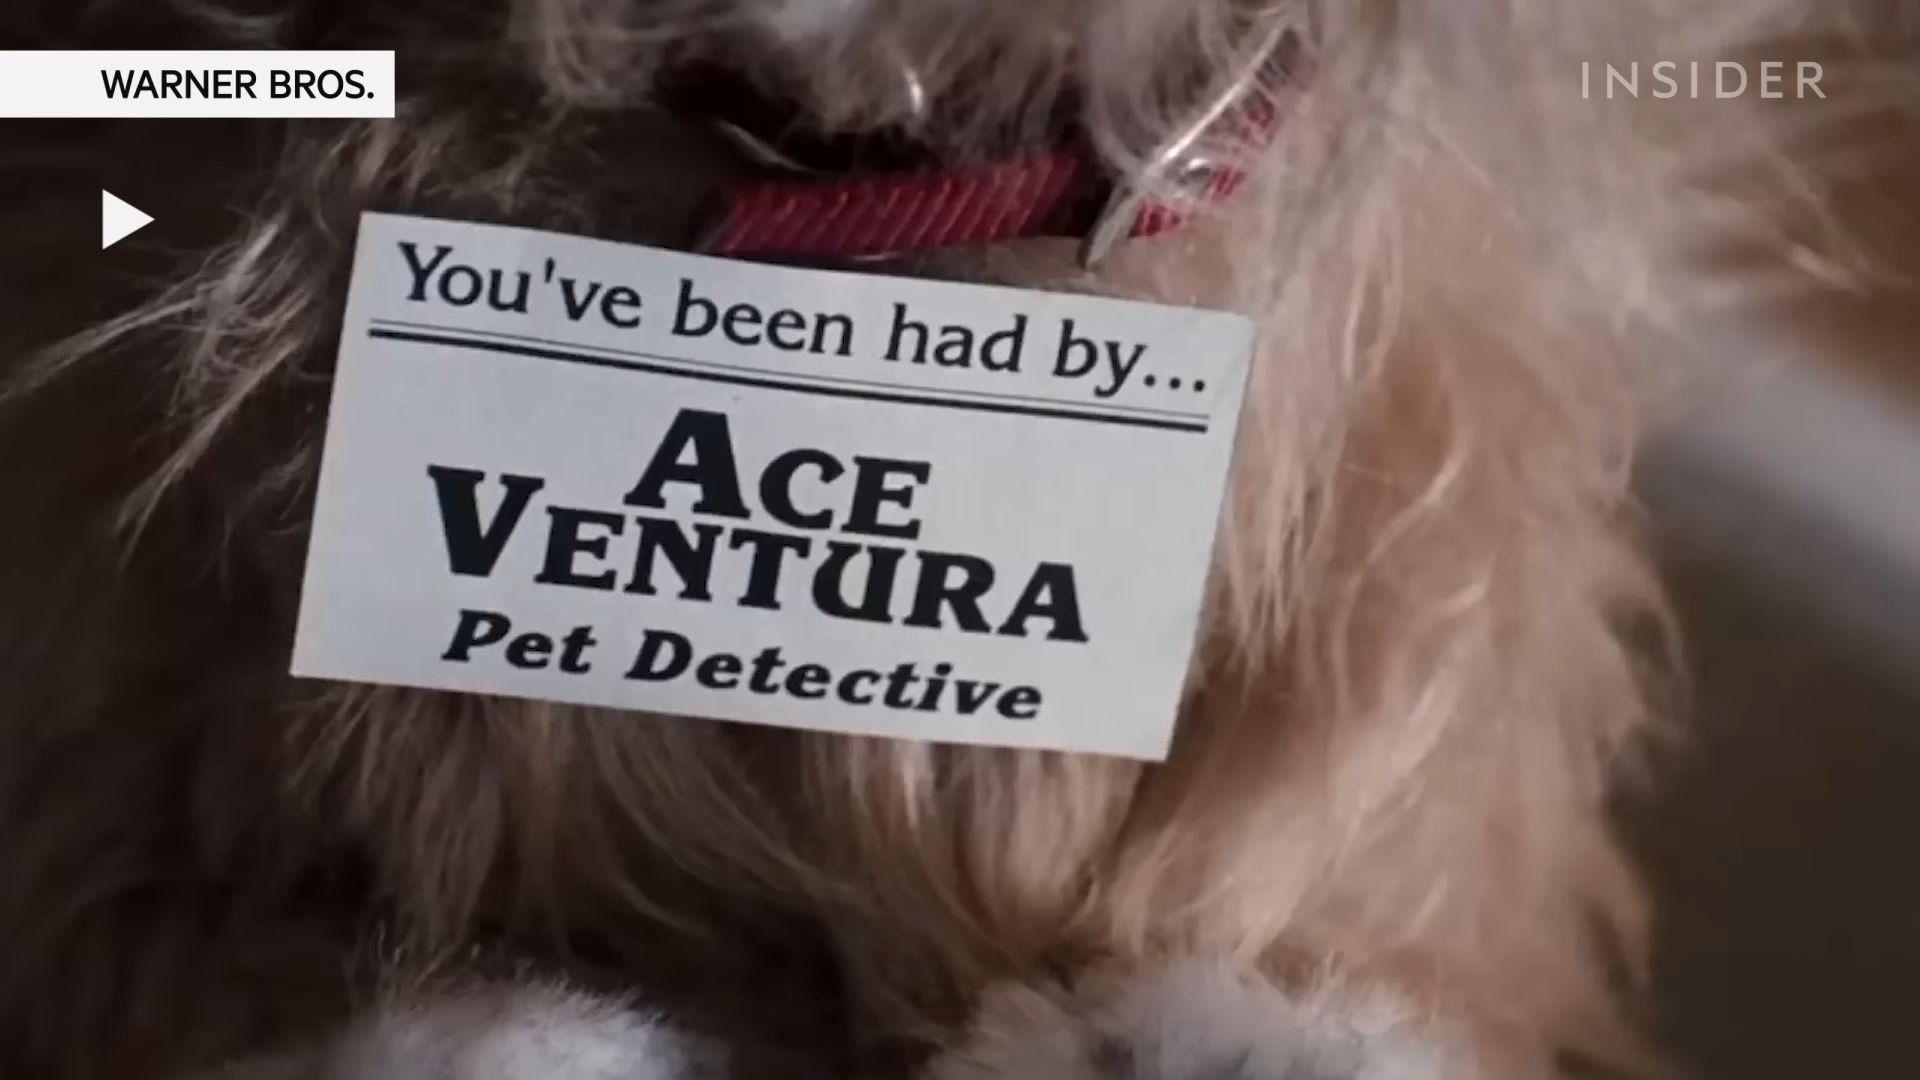 WARNER BROS.
INSIDER
You've been had by...
ACE
VENTURA
Pet Detective